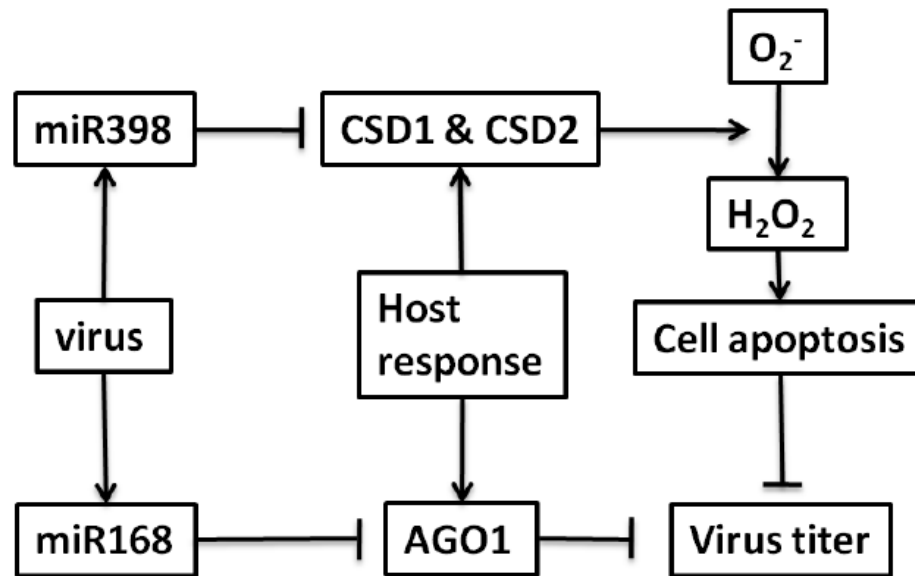 O₂⁻
miR398
CSD1 & CSD2
H₂O₂
virus
Host
response
Cell apoptosis
miR168
AGO1
Virus titer